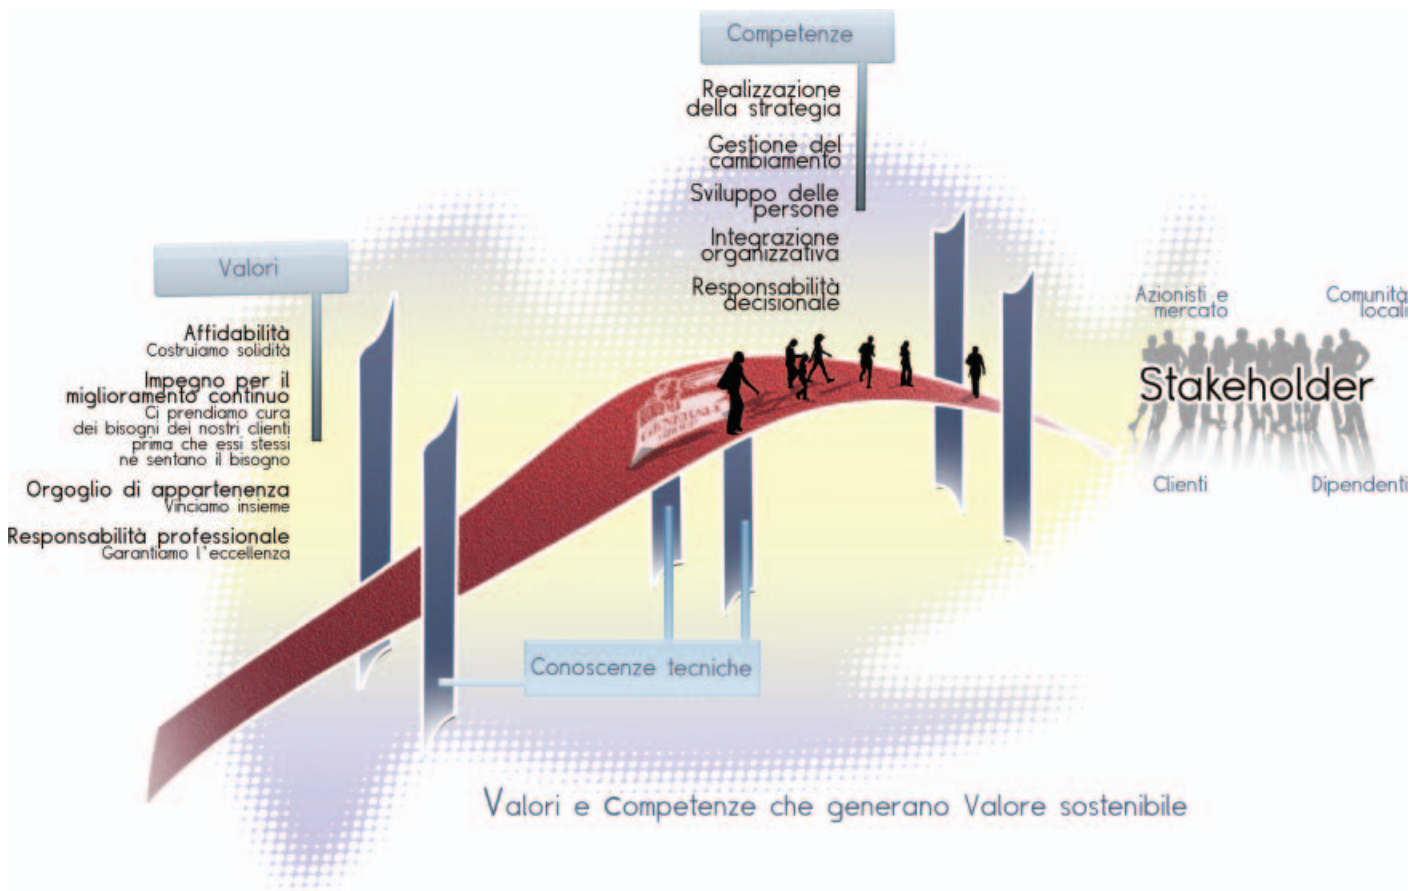 Competenze
Realizzazione
della strategia
Gestione del
cambiamento
Sviluppo delle
persone
Integrazione
organizzativa
Responsabilità
decisionale
Valori
Affidabilità
Costruiamo solidità
Impegno per il
miglioramento continuo
Ci prendiamo cura
dei bisogni dei nostri clienti
prima che essi stessi
ne sentano il bisogno
Orgoglio di appartenenza
Vinciamo insieme
Responsabilità professionale
Garantiamo l'eccellenza
GENERALI
GROUP
Azionisti e
mercato
Comunità
locali
Stakeholder
Clienti
Dipendenti
Conoscenze tecniche
Valori e Competenze che generano Valore sostenibile